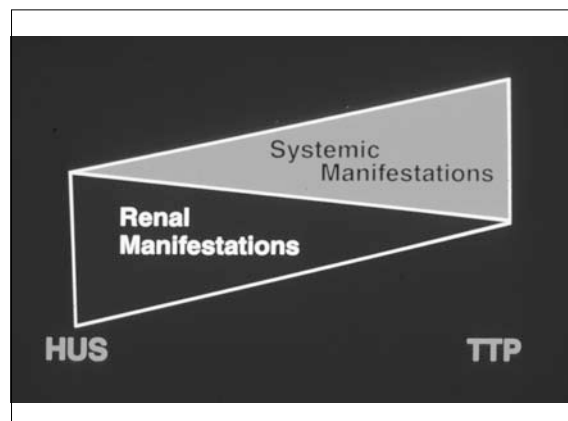 Systemic
Manifestations
Renal
Manifestations
HUS
TTP